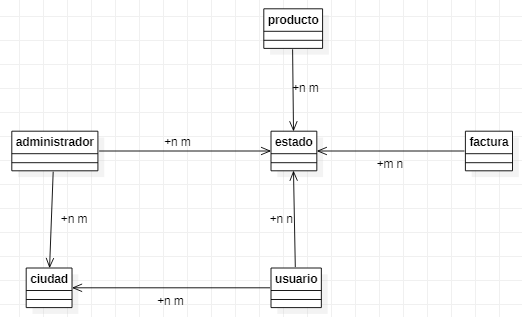 producto
+n m
administrador
+n m
estado
+m n
factura
+n m
+n n
ciudad
+n m
usuario